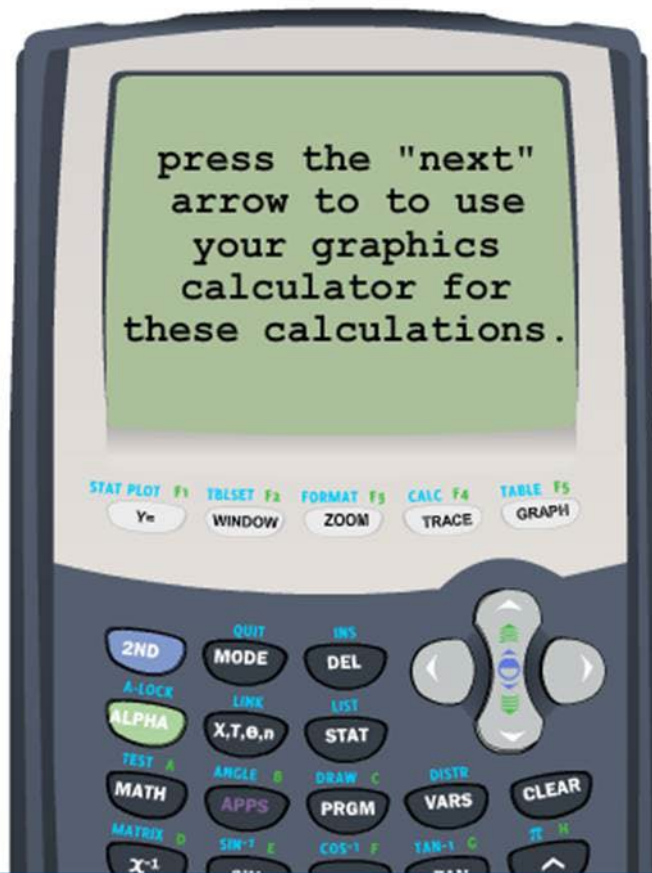 press the "next"
arrow to to use
your graphics
calculator for
these calculations.
STAT PLOT F1 TBLSET F2 FORMAT F3 CALC F4 TABLE F5
Y= WINDOW ZOOM TRACE GRAPH
QUIT INS
2ND MODE DEL
A-LOCK LINK LIST
ALPHA X,T,θ,n STAT
TEST A ANGLE B DRAW C DISTR
MATH APPS PRGM VARS CLEAR
MATRIX D SIN-1 E COS-1 F TAN-1 G π H
x-1 TAN ^